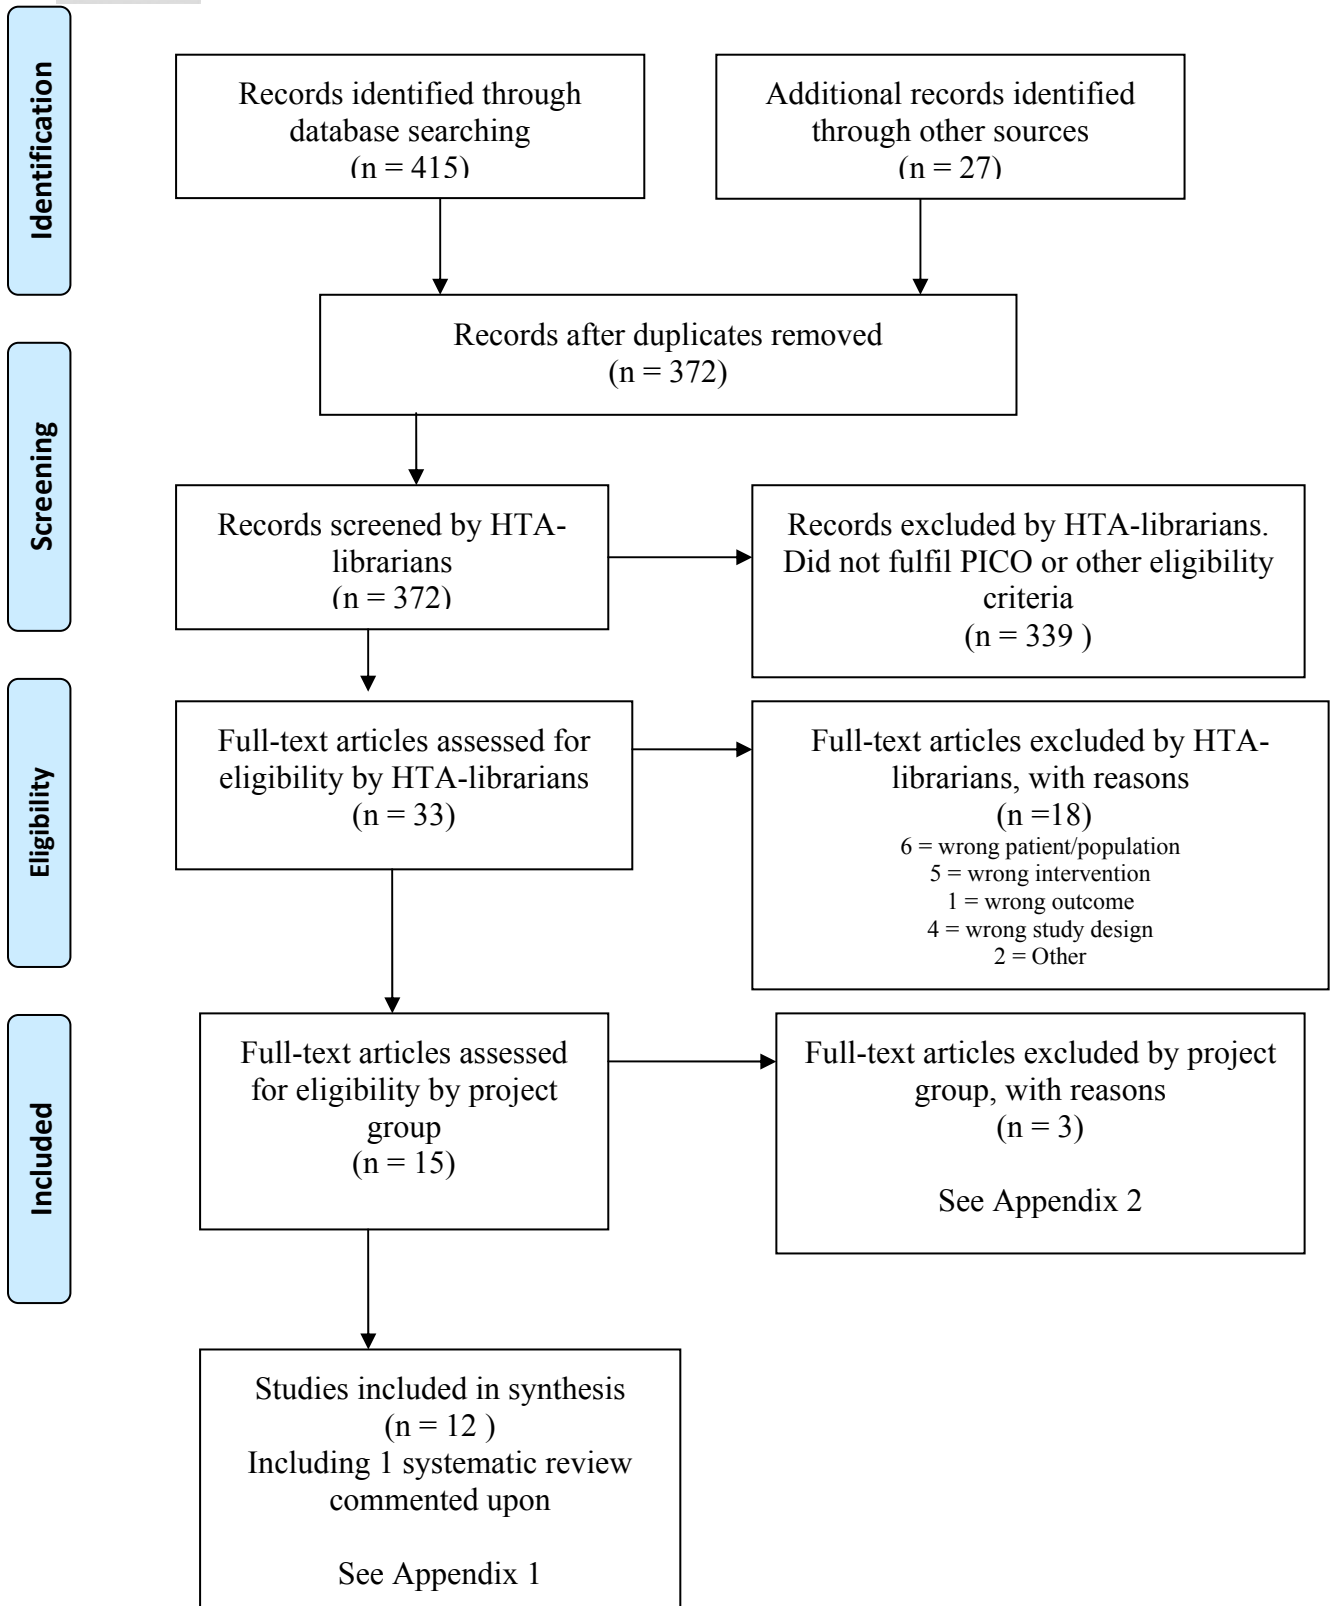 Identification
Records identified through
database searching
(n = 415)
Additional records identified
through other sources
(n = 27)
Records after duplicates removed
(n = 372)
Screening
Records screened by HTA-
librarians
(n = 372)
Records excluded by HTA-librarians.
Did not fulfil PICO or other eligibility
criteria
(n = 339 )
Eligibility
Full-text articles assessed for
eligibility by HTA-librarians
(n = 33)
Full-text articles excluded by HTA-
librarians, with reasons
(n =18)
6 = wrong patient/population
5 = wrong intervention
1 = wrong outcome
4 = wrong study design
2 = Other
Included
Full-text articles assessed
for eligibility by project
group
(n = 15)
Full-text articles excluded by project
group, with reasons
(n = 3)
See Appendix 2
Studies included in synthesis
(n = 12 )
Including 1 systematic review
commented upon
See Appendix 1